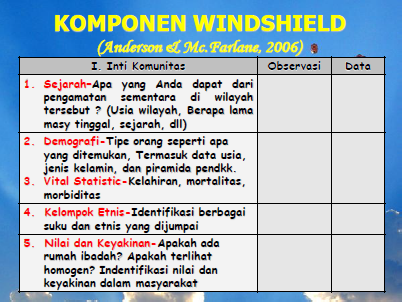 KOMPONEN WINDSHIELD
(Anderson & Mc.Farlane, 2006)
I. Inti Komunitas Observasi Data
1. Sejarah-Apa yang Anda dapat dari
pengamatan sementara di wilayah
tersebut ? (Usia wilayah, Berapa lama
masy tinggal, sejarah, dll)
2. Demografi-Tipe orang seperti apa
yang ditemukan, Termasuk data usia,
jenis kelamin, dan piramida pendkk.
3. Vital Statistic-Kelahiran, mortalitas,
morbiditas
4. Kelompok Etnis-Identifikasi berbagai
suku dan etnis yang dijumpai
5. Nilai dan Keyakinan-Apakah ada
rumah ibadah? Apakah terlihat
homogen? Indentifikasi nilai dan
keyakinan dalam masyarakat